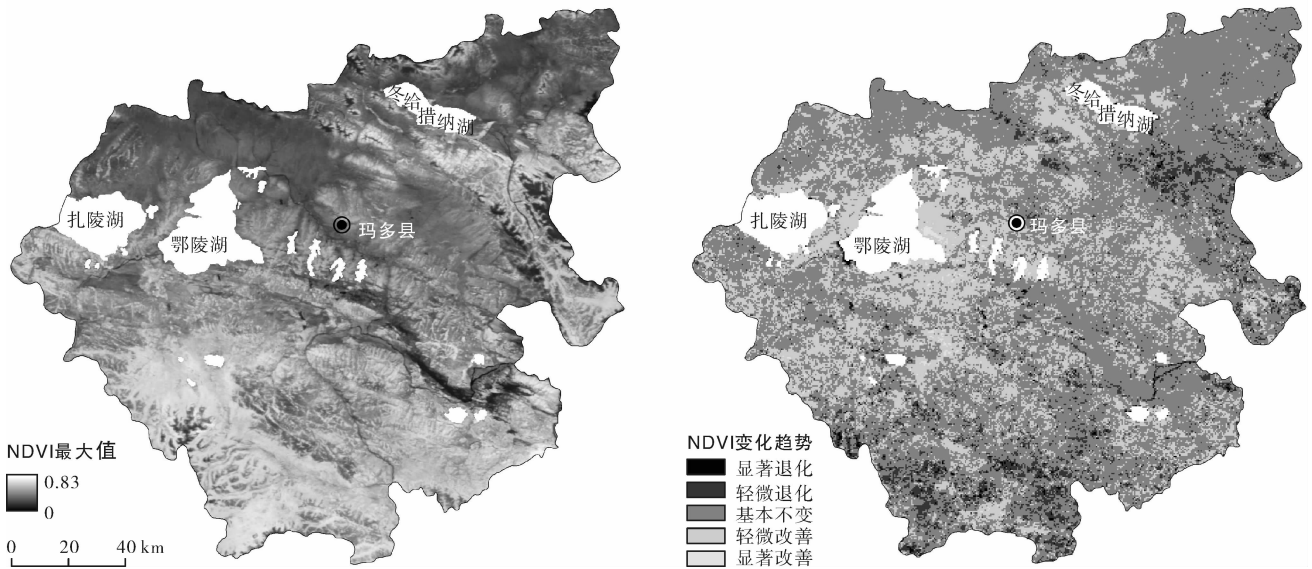 冬给
措纳湖
扎陵湖
鄂陵湖
玛多县
NDVI最大值
0.83
0
0 20 40 km
冬给
措纳湖
扎陵湖
鄂陵湖
玛多县
NDVI变化趋势
显著退化
轻微退化
基本不变
轻微改善
显著改善